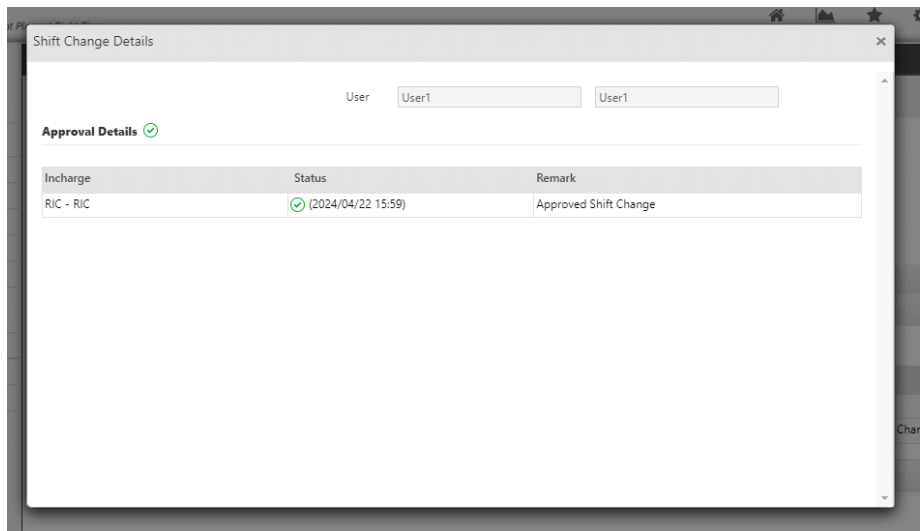 Shift Change Details
User User1 User1
Approval Details
Incharge Status Remark
RIC - RIC (2024/04/22 15:59) Approved Shift Change
Char